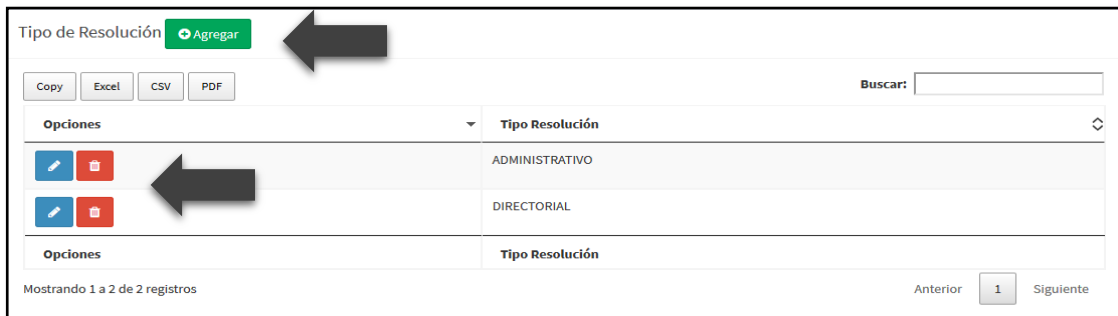 Tipo de Resolución Agregar
Copy Excel CSV PDF Buscar:
Opciones Tipo Resolución
ADMINISTRATIVO
DIRECTORIAL
Opciones Tipo Resolución
Mostrando 1 a 2 de 2 registros Anterior 1 Siguiente